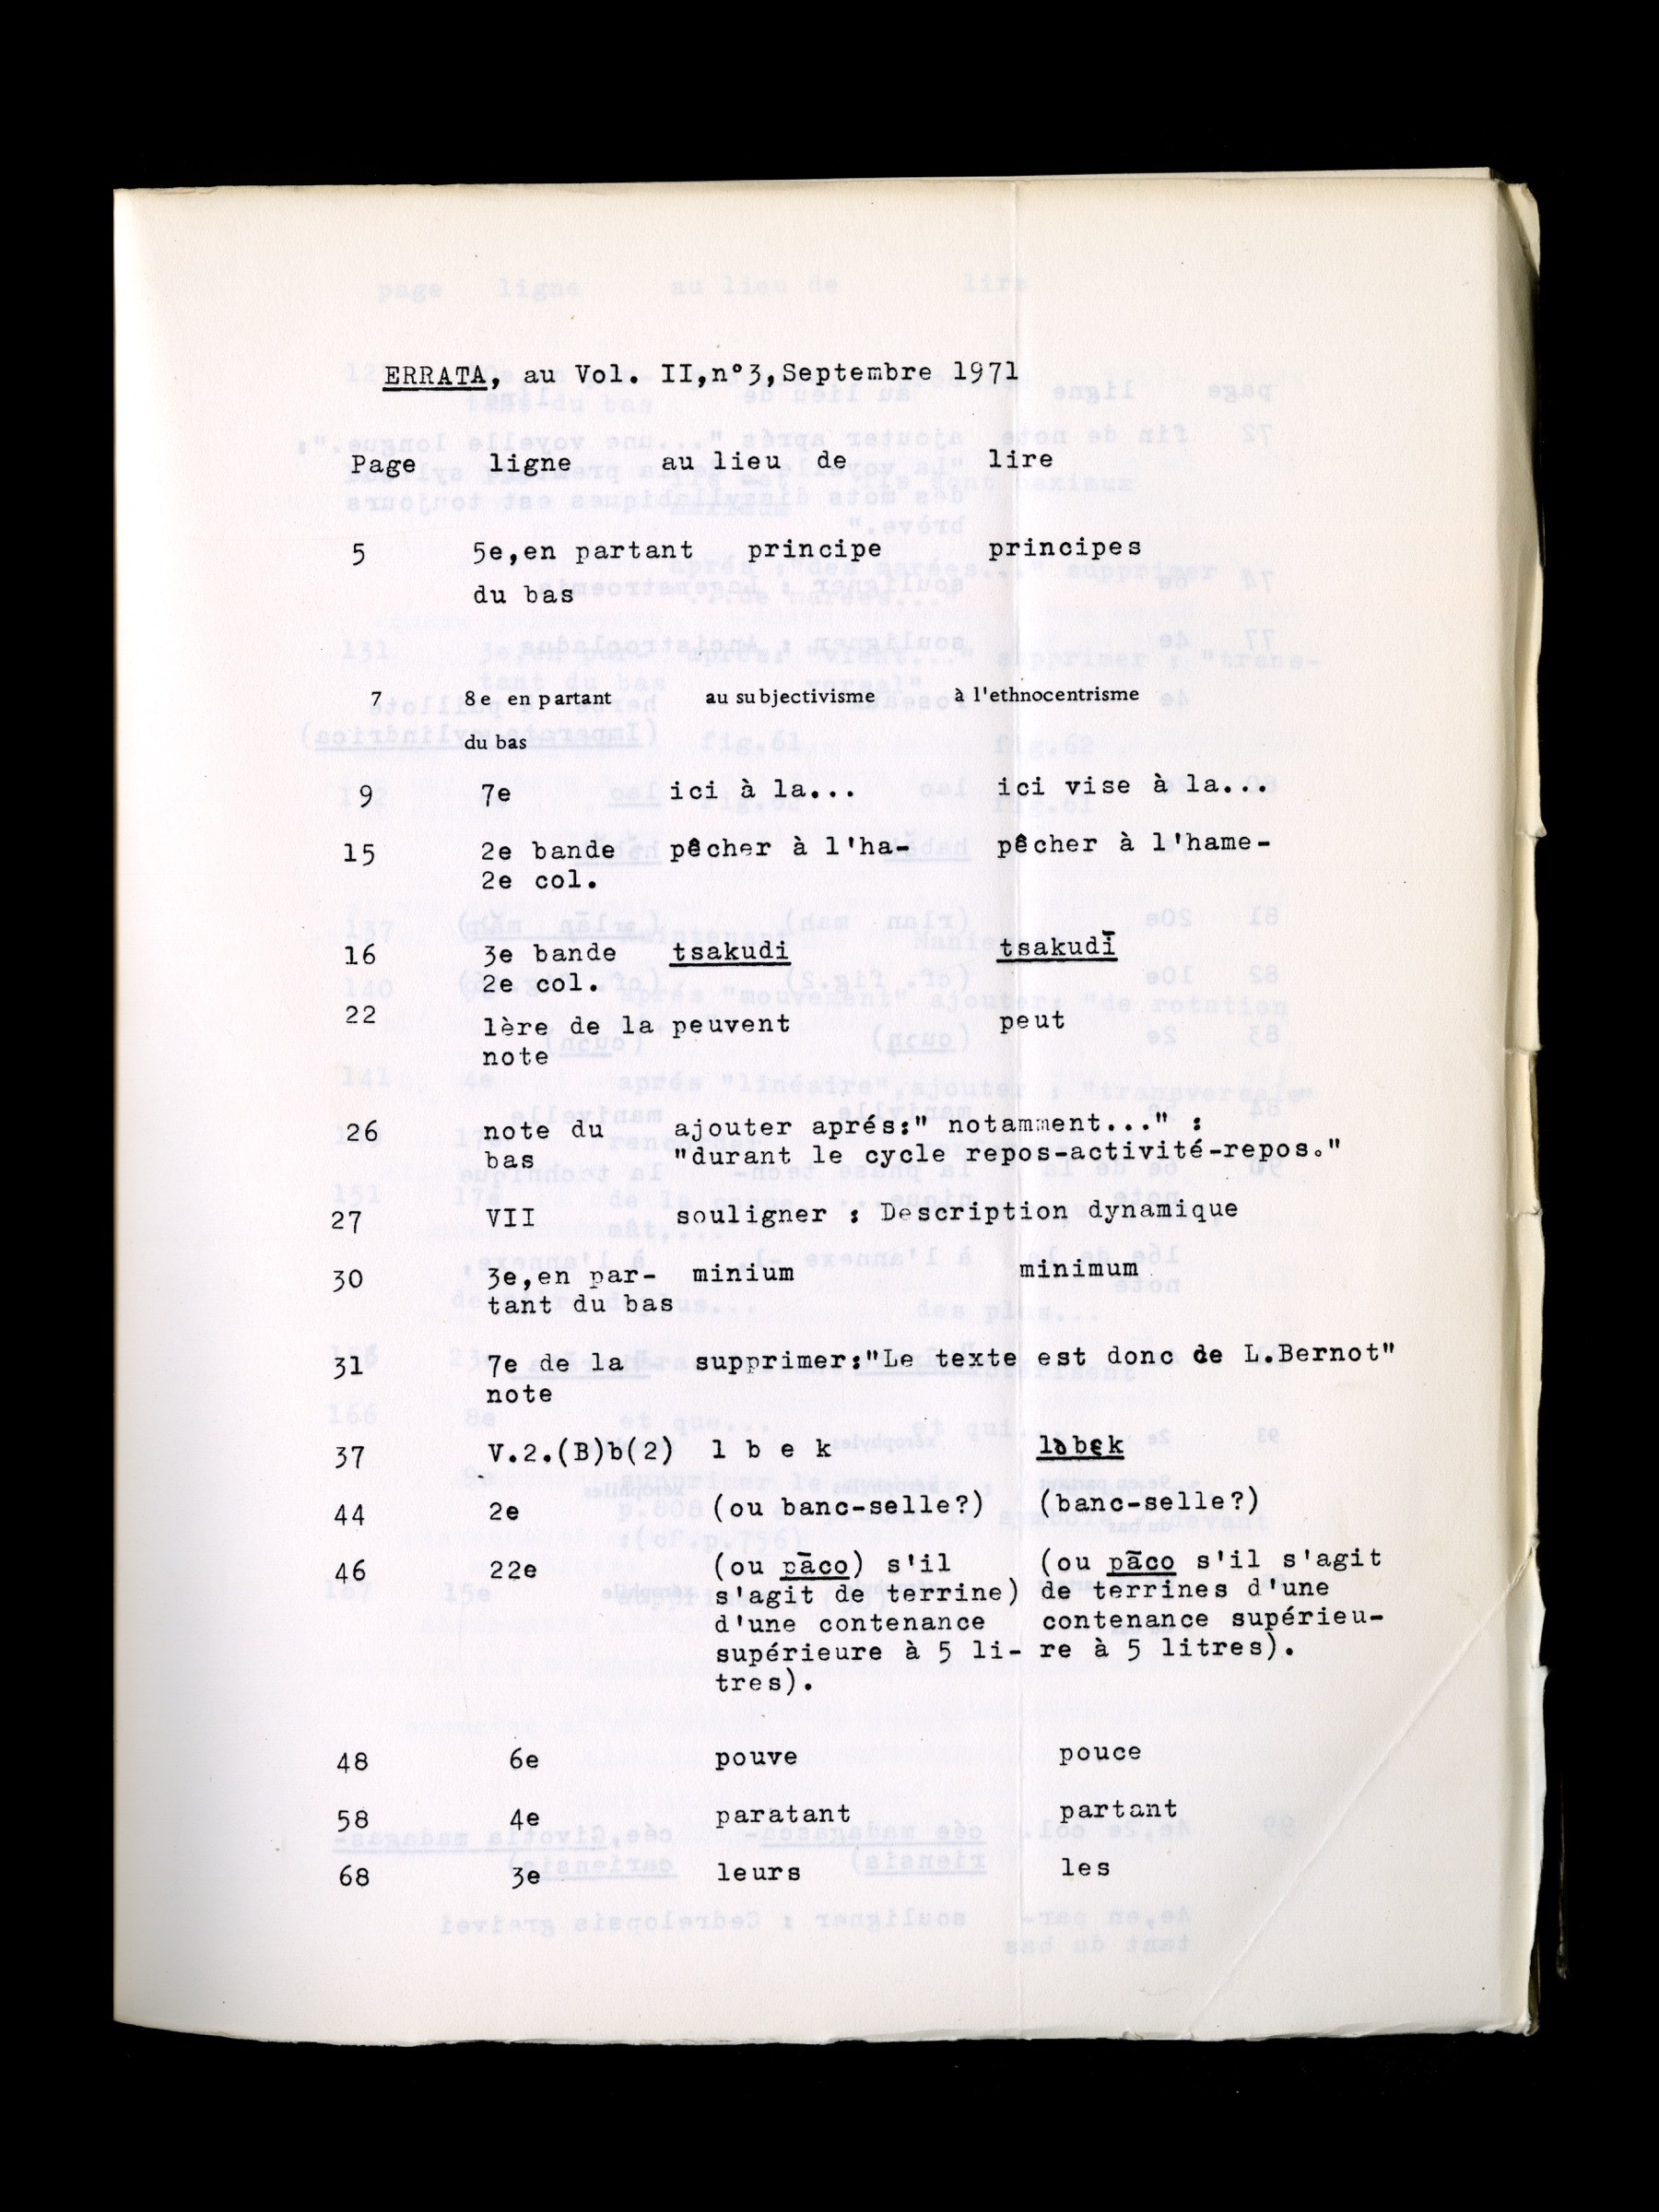 ERRATA, au Vol. II,n°3,Septembre 1971
Page ligne au lieu de lire
5 5e,en partant principe principes
du bas
7 8e en partant au subjectivisme à l'ethnocentrisme
du bas
9 7e ici à la... ici vise à la...
15 2e bande pêcher à l'ha- pêcher à l'hame-
2e col.
16 3e bande tsakudi tsakudī
2e col.
22 1ère de la peuvent peut
note
26 note du ajouter aprés:" notamment..." :
bas "durant le cycle repos-activité-repos."
27 VII souligner : Description dynamique
30 3e,en par- minium minimum
tant du bas
31 7e de la supprimer:"Le texte est donc de L.Bernot"
note
37 V.2.(B)b(2) l b e k
44 2e (ou banc-selle?) (banc-selle?)
46 22e (ou pāco) s'il (ou pāco s'il s'agit
s'agit de terrine) de terrines d'une
d'une contenance contenance supérieu-
supérieure à 5 li- re à 5 litres).
tres).
48 6e pouve pouce
58 4e paratant partant
68 3e leurs les